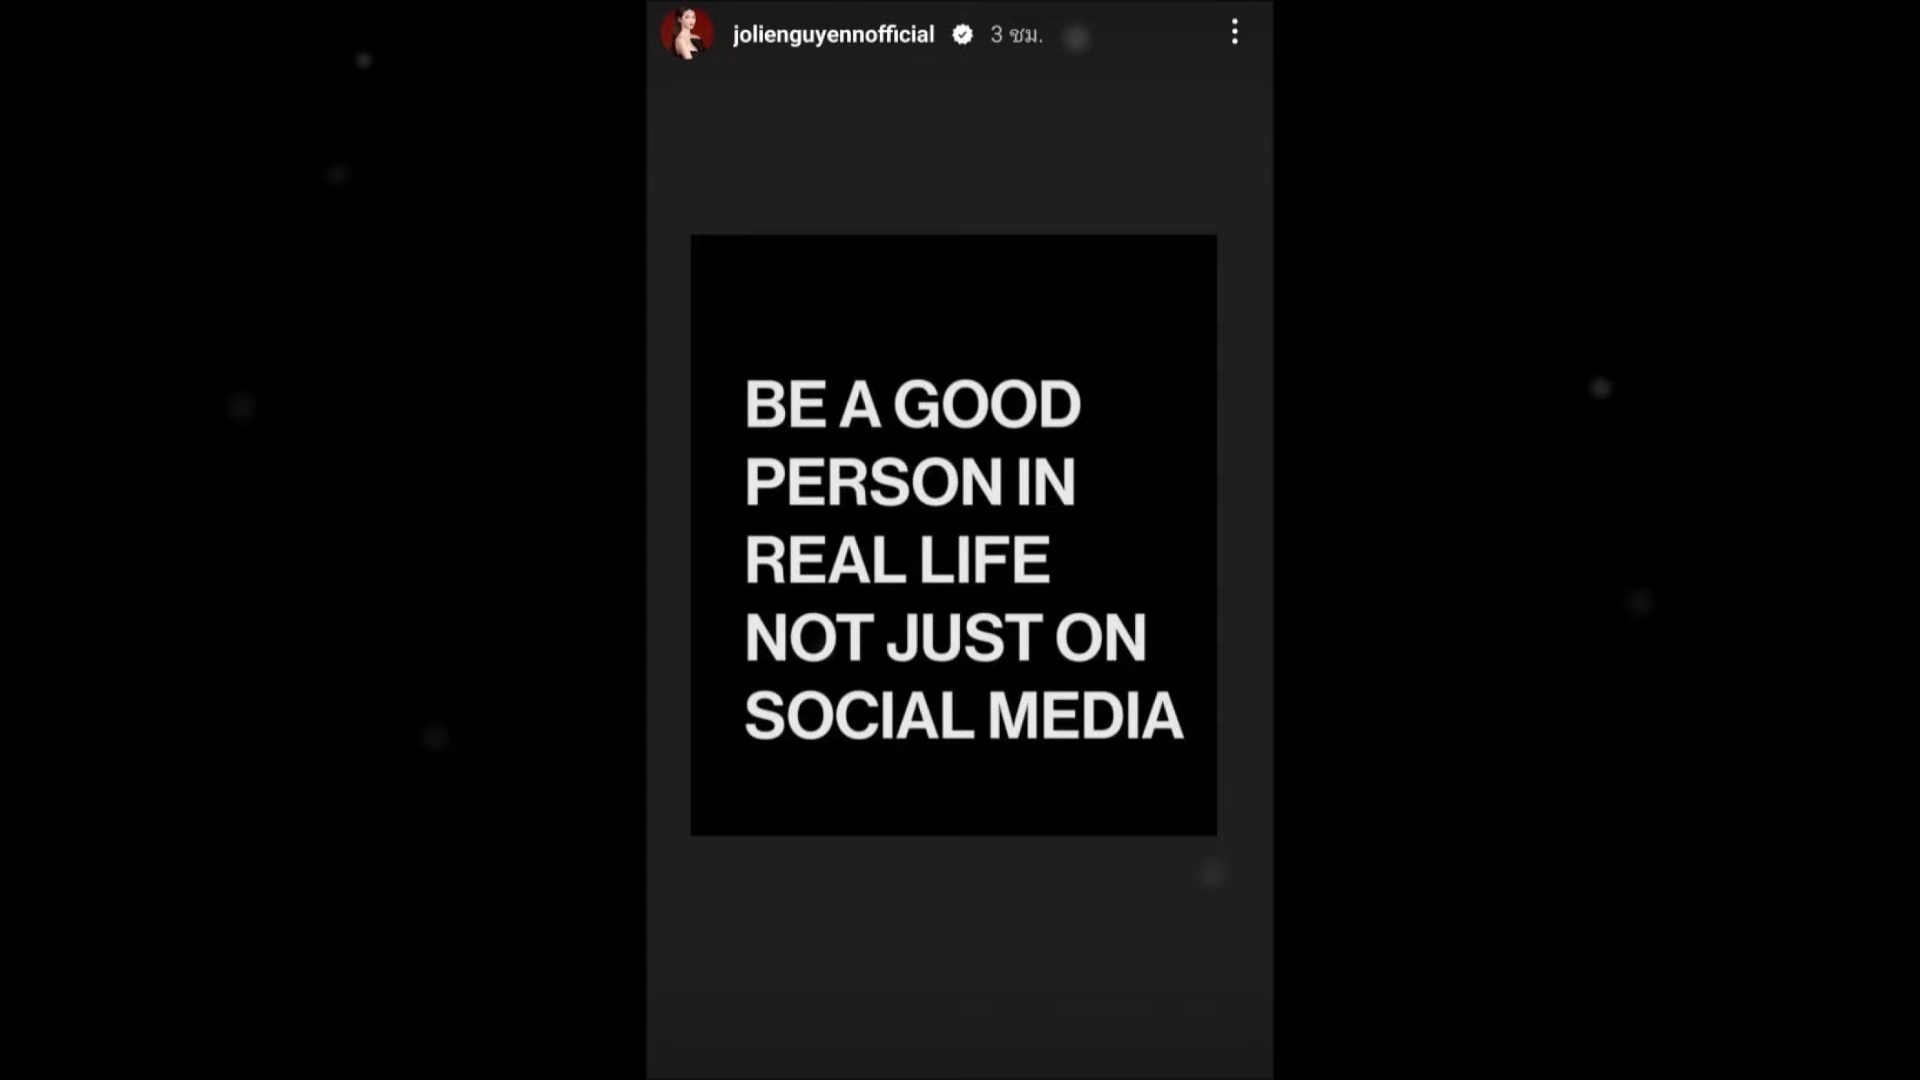 jolienguyennofficial 3 ชม.
BE A GOOD
PERSON IN
REAL LIFE
NOT JUST ON
SOCIAL MEDIA